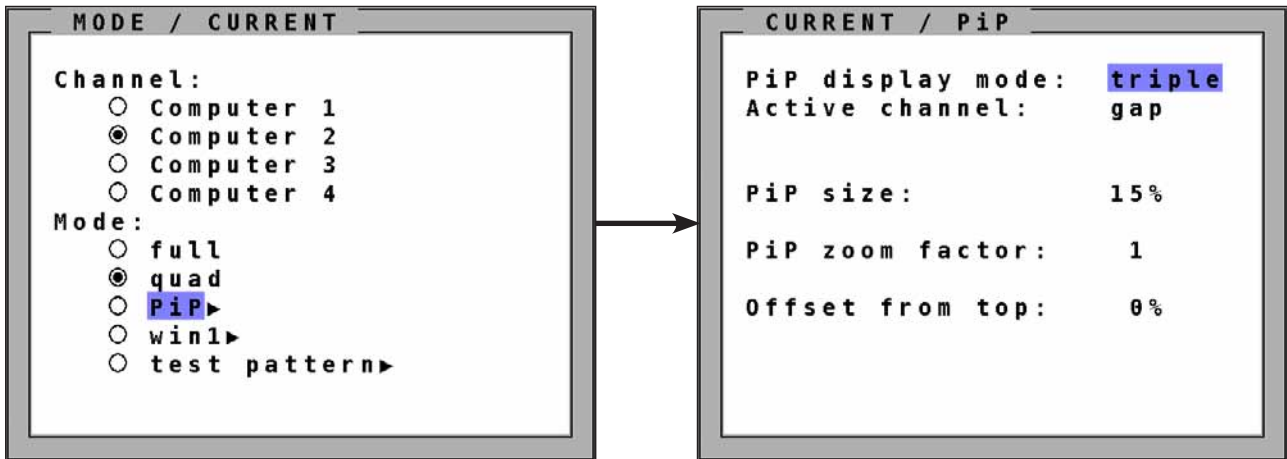 MODE / CURRENT
Channel:
Computer 1
Computer 2
Computer 3
Computer 4
Mode:
full
quad
PiP▶
win1▶
test pattern▶
CURRENT / PiP
PiP display mode: triple
Active channel: gap
PiP size: 15%
PiP zoom factor: 1
Offset from top: 0%